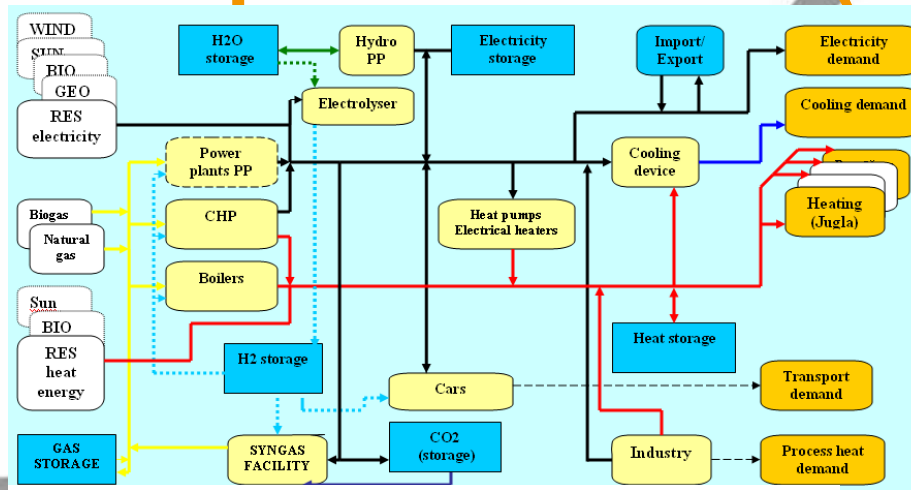 WIND
SUN
BIO
GEO
RES
electricity
H2O
storage
Hydro
PP
Electricity
storage
Import/
Export
Electricity
demand
Electrolyser
Cooling demand
Power
plants PP
Cooling
device
Biogas
Natural
gas
CHP
Heat pumps
Electrical heaters
Heating
(Jugla)
Boilers
Sun
BIO
RES
heat
energy
H2 storage
Heat storage
Cars
Transport
demand
GAS
STORAGE
SYNGAS
FACILITY
CO2
(storage)
Industry
Process heat
demand